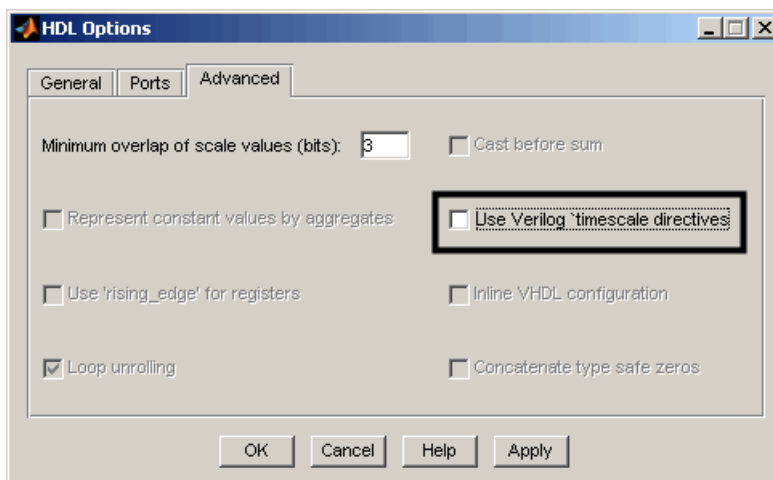 HDL Options
General Ports Advanced
Minimum overlap of scale values (bits): 3
Cast before sum
Represent constant values by aggregates
Use Verilog `timescale directives
Use 'rising_edge' for registers
Inline VHDL configuration
Loop unrolling
Concatenate type safe zeros
OK Cancel Help Apply